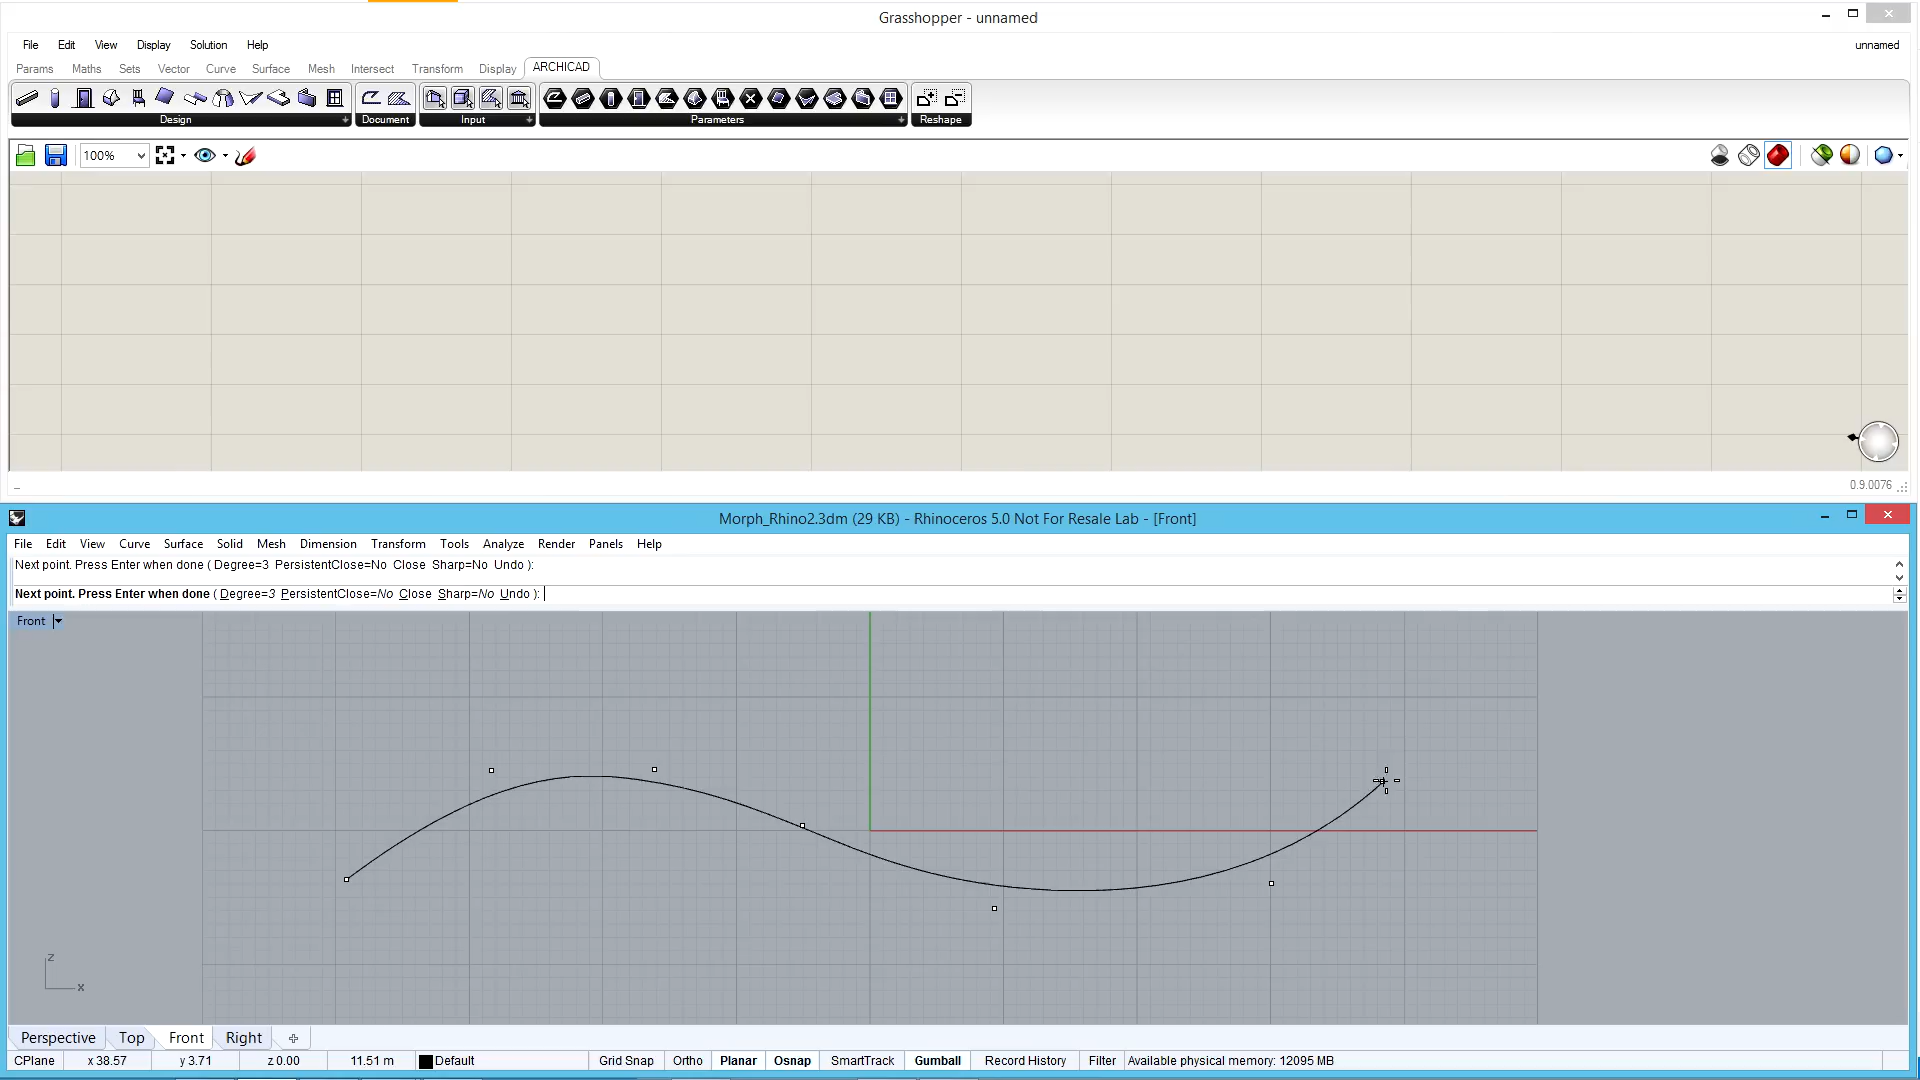 Grasshopper - unnamed
File Edit View Display Solution Help
unnamed
Params Maths Sets Vector Curve Surface Mesh Intersect Transform Display ARCHICAD
Design Document Input Parameters Reshape
100%
0.9.0076
Morph_Rhino2.3dm (29 KB) - Rhinoceros 5.0 Not For Resale Lab - [Front]
File Edit View Curve Surface Solid Mesh Dimension Transform Tools Analyze Render Panels Help
Next point. Press Enter when done ( Degree=3 PersistentClose=No Close Sharp=No Undo ):
Next point. Press Enter when done ( Degree=3 PersistentClose=No Close Sharp=No Undo ):
Front
z
x
Perspective Top Front Right
CPlane x 38.57 y 3.71 z 0.00 11.51 m Default Grid Snap Ortho Planar Osnap SmartTrack Gumball Record History Filter Available physical memory: 12095 MB